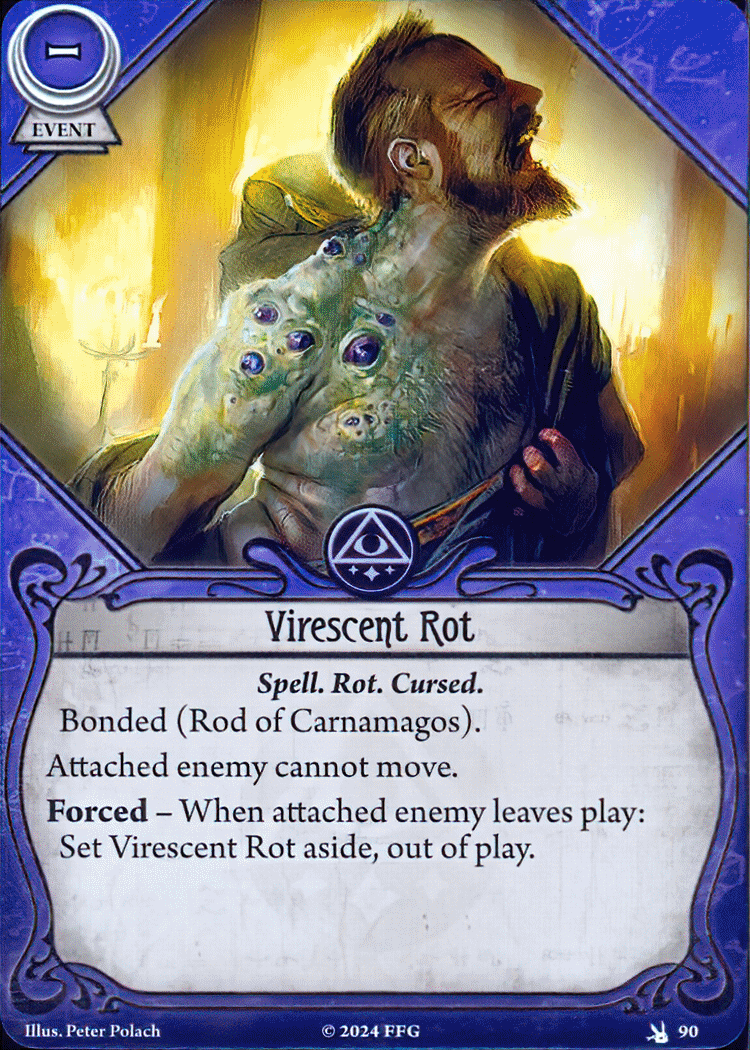 –
EVENT
Virescent Rot
Spell. Rot. Cursed.
Bonded (Rod of Carnamagos).
Attached enemy cannot move.
Forced – When attached enemy leaves play:
Set Virescent Rot aside, out of play.
Illus. Peter Polach
© 2024 FFG
90